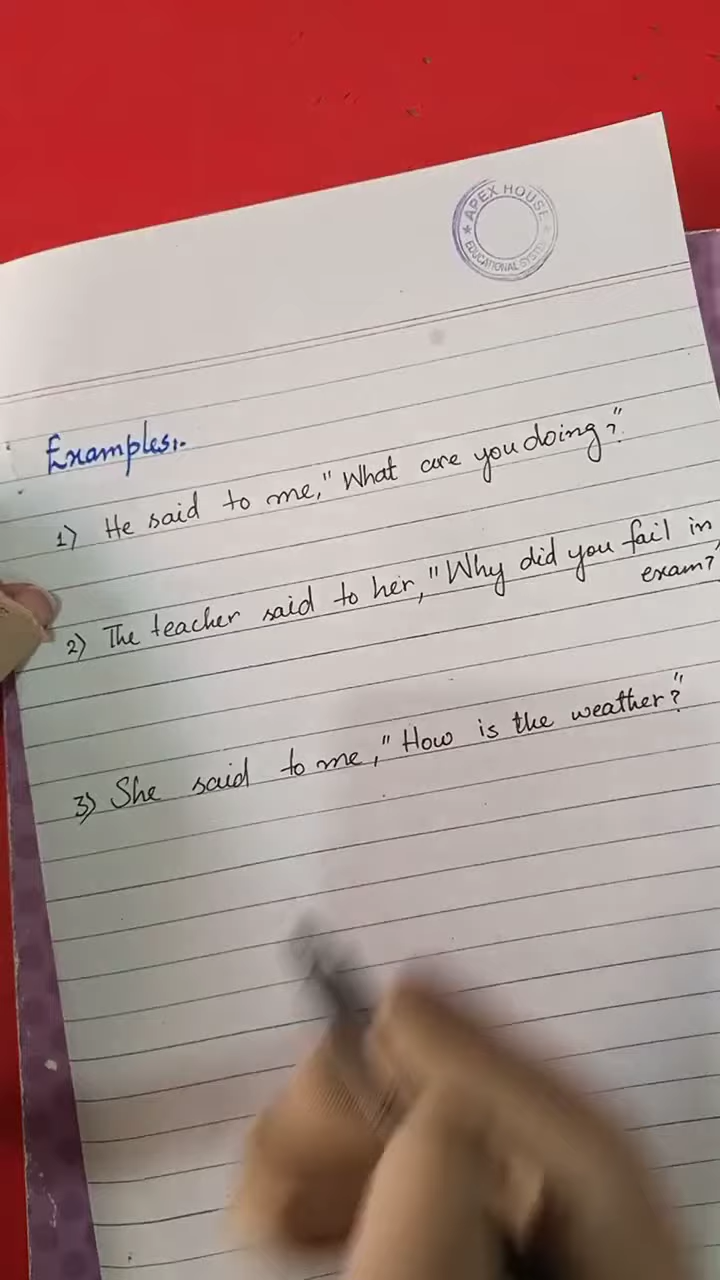 APEX HOUSE
EDUCATIONAL SYSTEM
Examples:.
1) He said to me, "What are you doing?"
2) The teacher said to her, "Why did you fail in
exam?
3) She said to me, "How is the weather?"